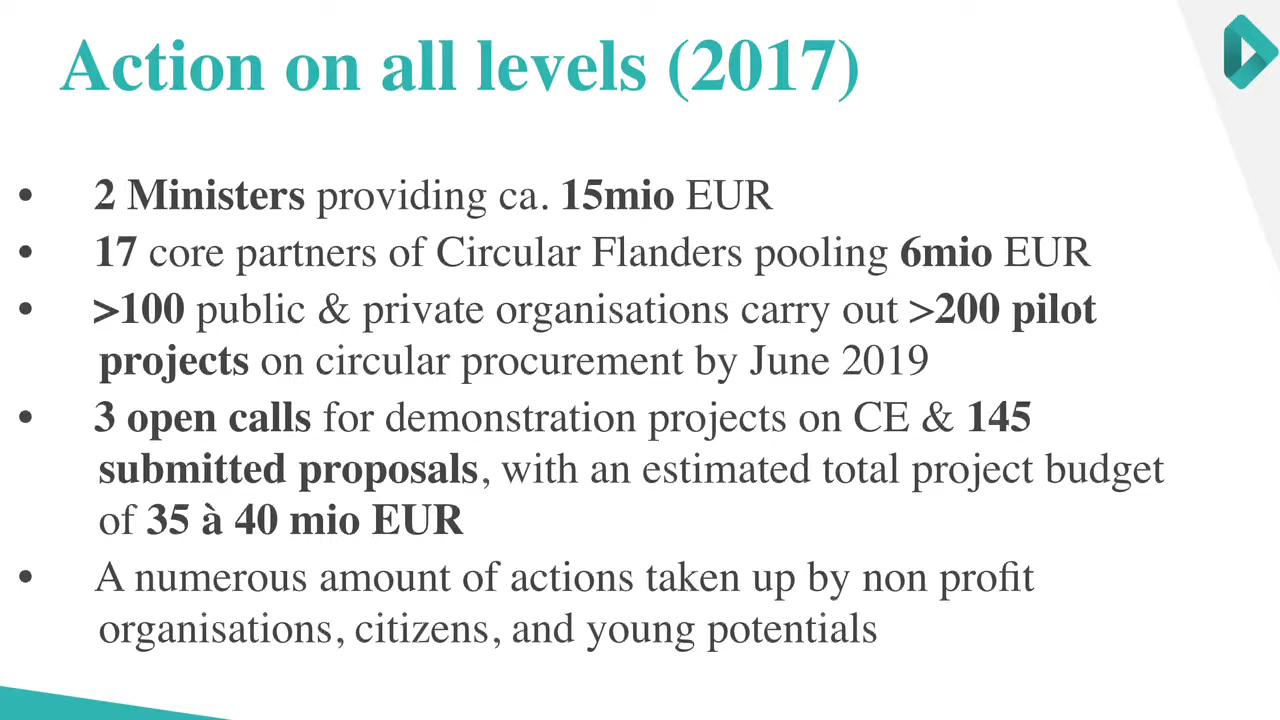 Action on all levels (2017)
• 2 Ministers providing ca. 15mio EUR
• 17 core partners of Circular Flanders pooling 6mio EUR
• >100 public & private organisations carry out >200 pilot
projects on circular procurement by June 2019
• 3 open calls for demonstration projects on CE & 145
submitted proposals, with an estimated total project budget
of 35 à 40 mio EUR
• A numerous amount of actions taken up by non profit
organisations, citizens, and young potentials